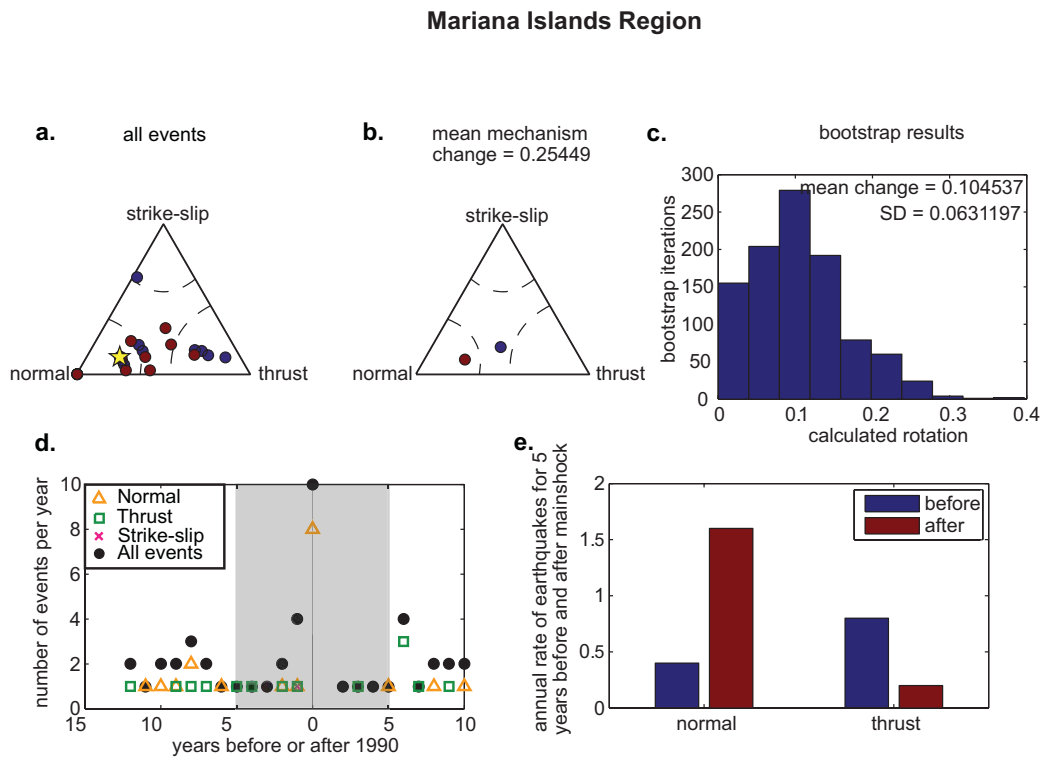 Mariana Islands Region
a.
all events
strike-slip
normal
thrust
b.
mean mechanism
change = 0.25449
strike-slip
normal
thrust
c.
bootstrap results
mean change = 0.104537
SD = 0.0631197
300
250
200
150
100
50
0
bootstrap iterations
0
0.1
0.2
0.3
0.4
calculated rotation
d.
Normal
Thrust
Strike-slip
All events
10
8
6
4
2
0
number of events per year
15
10
5
0
5
10
years before or after 1990
e.
before
after
2
1.5
1
0.5
0
annual rate of earthquakes for 5
years before and after mainshock
normal
thrust